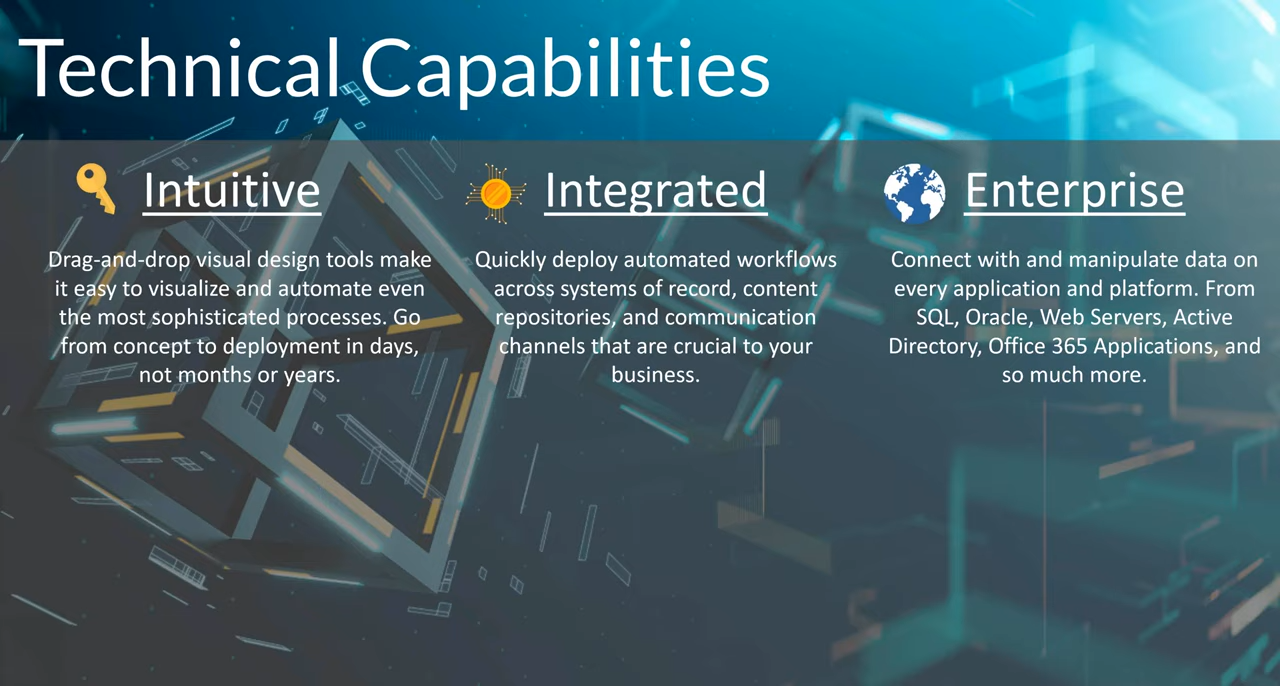 Technical Capabilities
Intuitive
Drag-and-drop visual design tools make
it easy to visualize and automate even
the most sophisticated processes. Go
from concept to deployment in days,
not months or years.
Integrated
Quickly deploy automated workflows
across systems of record, content
repositories, and communication
channels that are crucial to your
business.
Enterprise
Connect with and manipulate data on
every application and platform. From
SQL, Oracle, Web Servers, Active
Directory, Office 365 Applications, and
so much more.